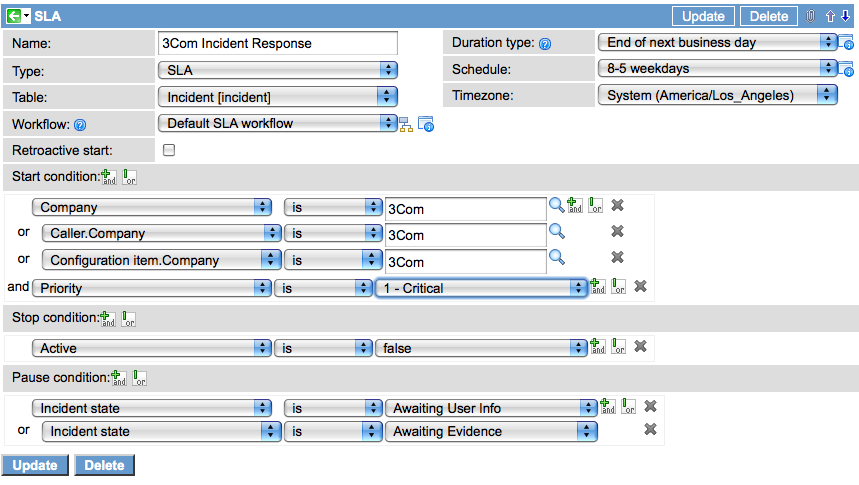 SLA Update Delete
Name: 3Com Incident Response Duration type: End of next business day
Type: SLA Schedule: 8-5 weekdays
Table: Incident [incident] Timezone: System (America/Los_Angeles)
Workflow: Default SLA workflow
Retroactive start:
Start condition: and or
Company is 3Com and or
or Caller.Company is 3Com
or Configuration item.Company is 3Com
and Priority is 1 - Critical and or
Stop condition: and or
Active is false and or
Pause condition: and or
Incident state is Awaiting User Info and or
or Incident state is Awaiting Evidence
Update Delete